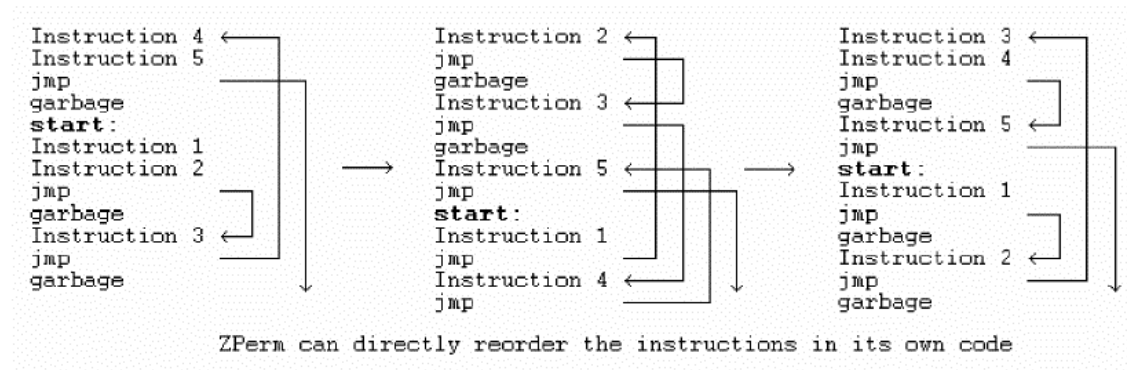 Instruction 4
Instruction 5
jmp
garbage
start:
Instruction 1
Instruction 2
jmp
garbage
Instruction 3
jmp
garbage
Instruction 2
jmp
garbage
Instruction 3
jmp
garbage
Instruction 5
jmp
start:
Instruction 1
jmp
Instruction 4
jmp
Instruction 3
Instruction 4
jmp
garbage
Instruction 5
jmp
start:
Instruction 1
jmp
garbage
Instruction 2
jmp
garbage
ZPerm can directly reorder the instructions in its own code